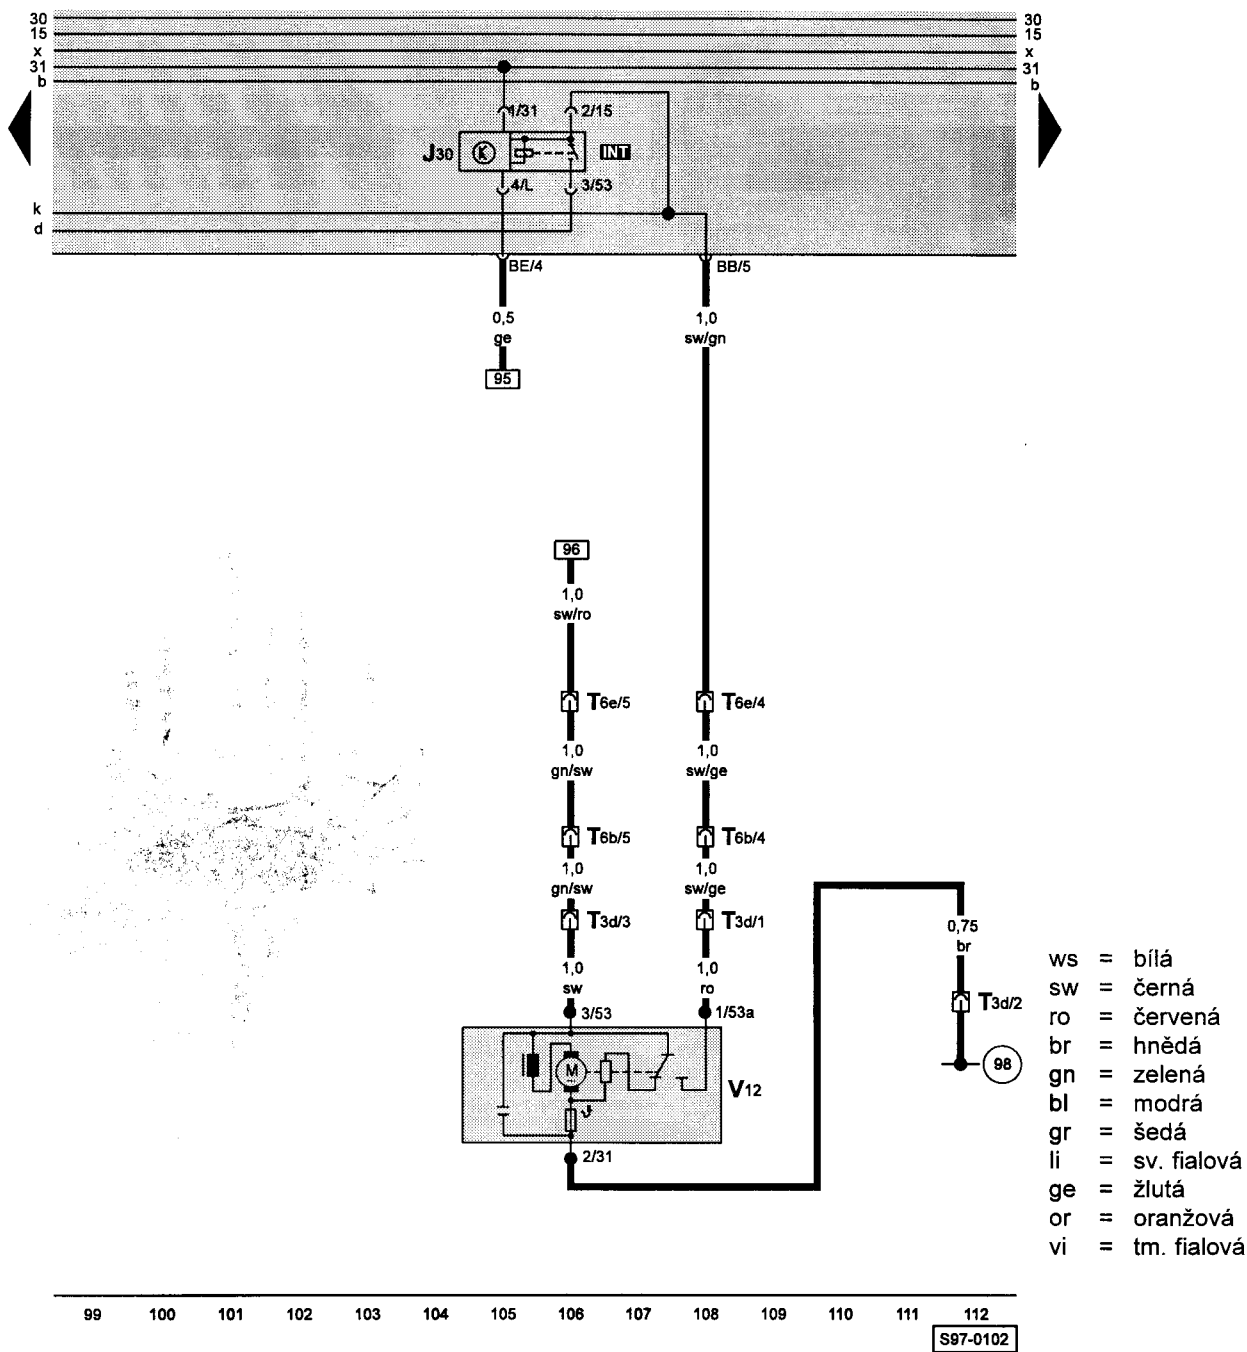 30 30
15 15
x x
31 31
b b
1/31 2/15
J30 K INT
4/L 3/53
k
d
BE/4 BB/5
0,5 1,0
ge sw/gn
95
96
1,0
sw/ro
T6e/5 T6e/4
1,0 1,0
gn/sw sw/ge
T6b/5 T6b/4
1,0 1,0
gn/sw sw/ge
T3d/3 T3d/1
0,75
br
1,0 1,0
sw ro
T3d/2
3/53 1/53a
98
M
V12
ϑ
2/31
ws = bílá
sw = černá
ro = červená
br = hnědá
gn = zelená
bl = modrá
gr = šedá
li = sv. fialová
ge = žlutá
or = oranžová
vi = tm. fialová
99 100 101 102 103 104 105 106 107 108 109 110 111 112
S97-0102